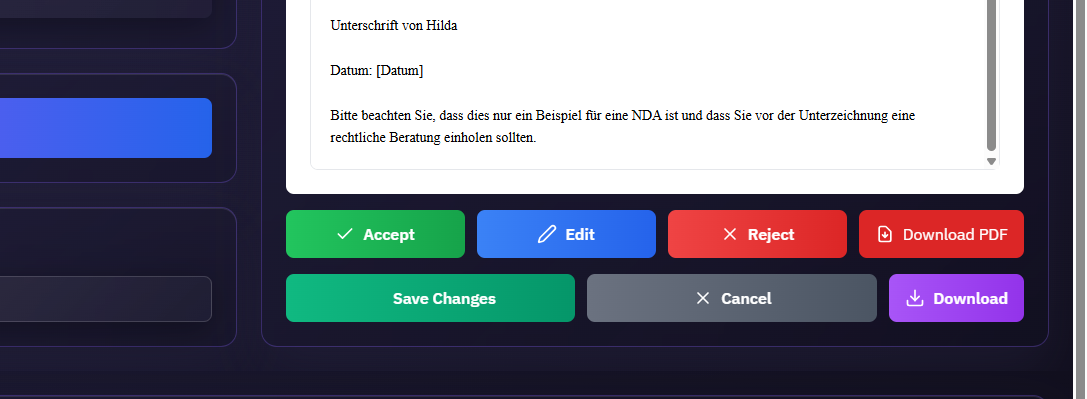 Unterschrift von Hilda
Datum: [Datum]
Bitte beachten Sie, dass dies nur ein Beispiel für eine NDA ist und dass Sie vor der Unterzeichnung eine
rechtliche Beratung einholen sollten.
Accept
Edit
Reject
Download PDF
Save Changes
Cancel
Download